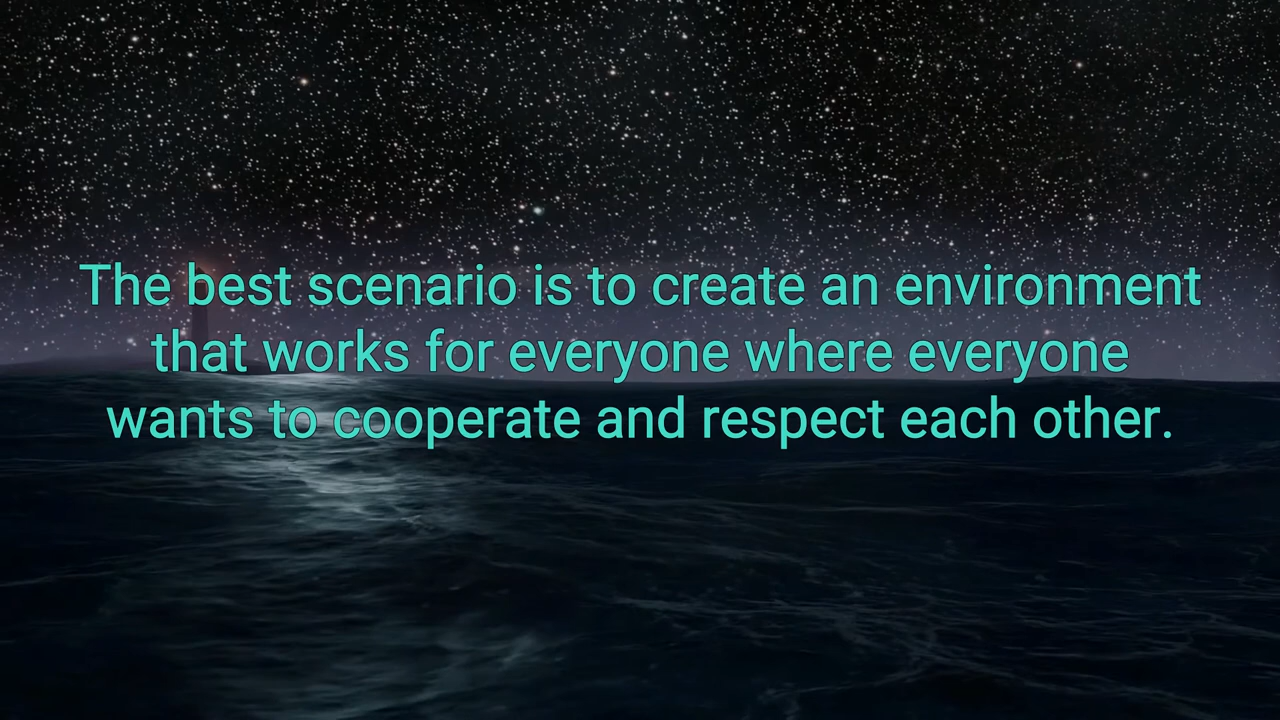 The best scenario is to create an environment
that works for everyone where everyone
wants to cooperate and respect each other.